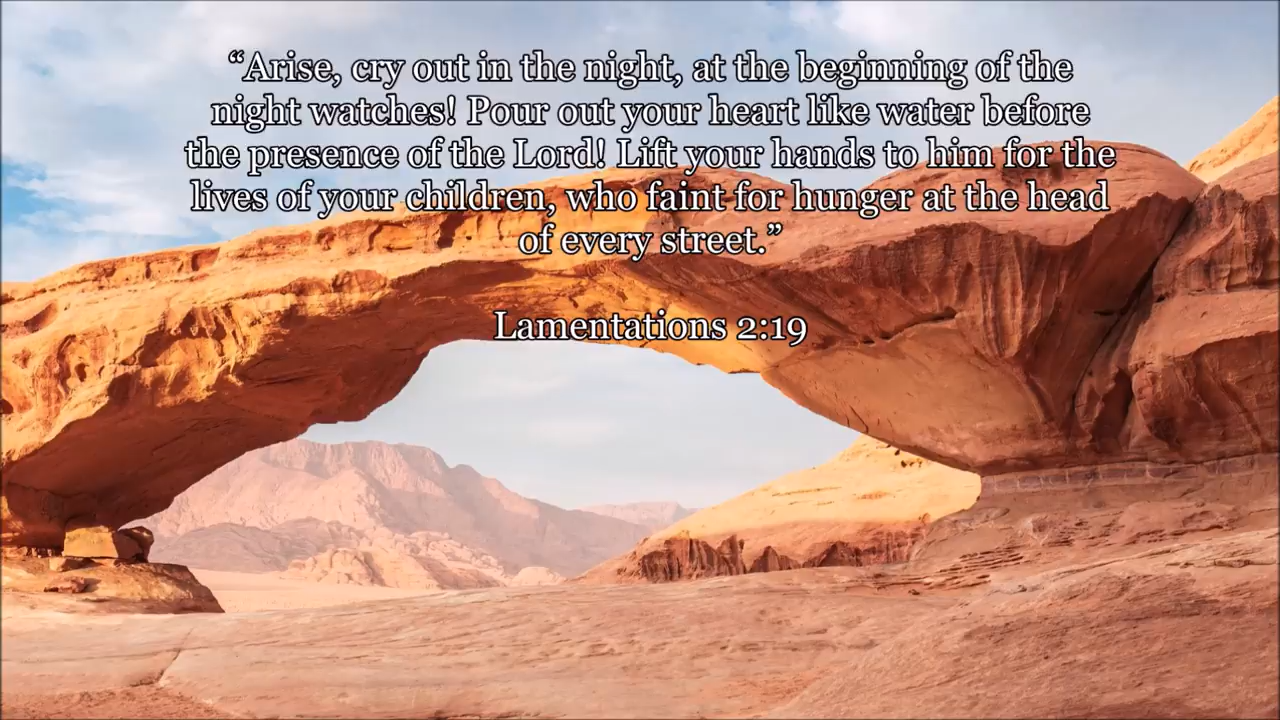 “Arise, cry out in the night, at the beginning of the
night watches! Pour out your heart like water before
the presence of the Lord! Lift your hands to him for the
lives of your children, who faint for hunger at the head
of every street.”
Lamentations 2:19